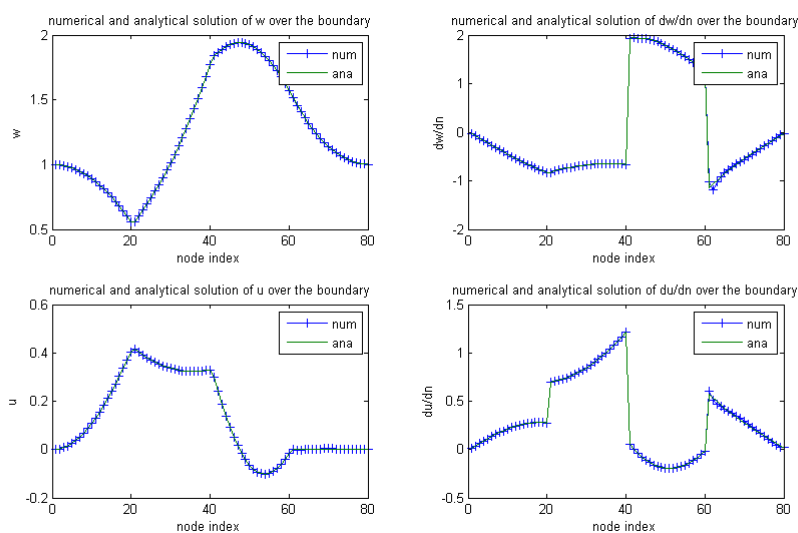 numerical and analytical solution of w over the boundary
2
1.5
1
0.5
w
0
20
40
60
80
node index
num
ana
numerical and analytical solution of dw/dn over the boundary
2
1
0
-1
-2
dw/dn
0
20
40
60
80
node index
num
ana
numerical and analytical solution of u over the boundary
0.6
0.4
0.2
0
-0.2
u
0
20
40
60
80
node index
num
ana
numerical and analytical solution of du/dn over the boundary
1.5
1
0.5
0
-0.5
du/dn
0
20
40
60
80
node index
num
ana